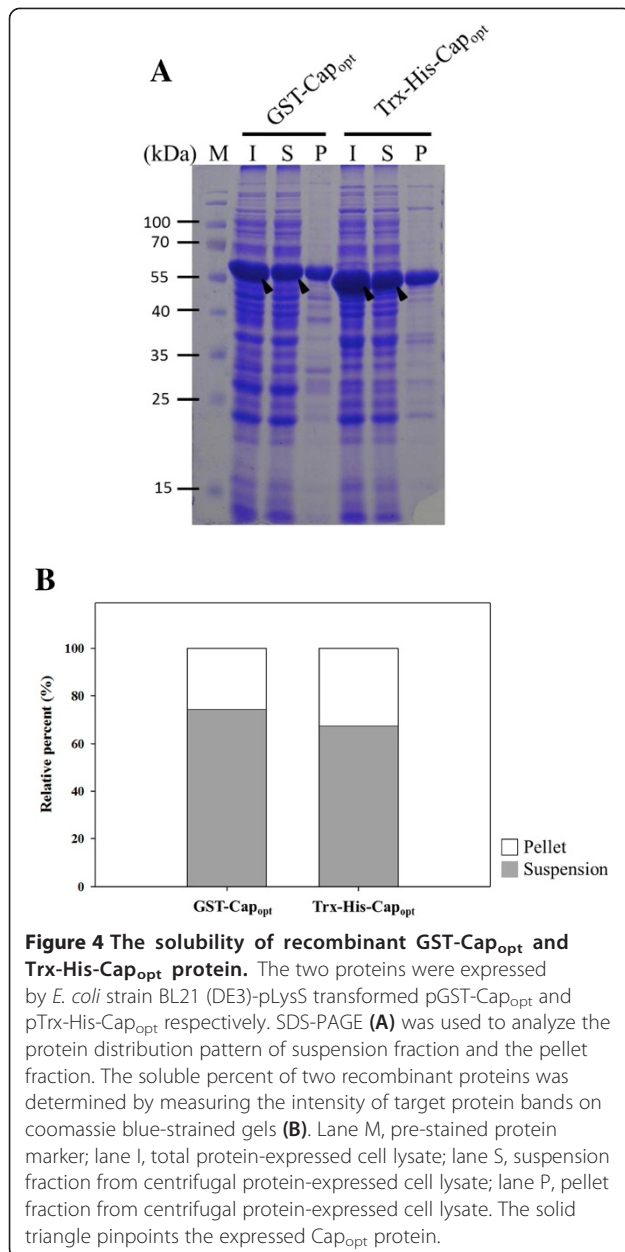 A
GST-Capopt Trx-His-Capopt
(kDa) M I S P I S P
100
70
55
40
35
25
15
B
100
80
60
40
20
0
Relative percent (%)
GST-Capopt Trx-His-Capopt
Pellet
Suspension
Figure 4 The solubility of recombinant GST-Capopt and
Trx-His-Capopt protein. The two proteins were expressed
by E. coli strain BL21 (DE3)-pLysS transformed pGST-Capopt and
pTrx-His-Capopt respectively. SDS-PAGE (A) was used to analyze the
protein distribution pattern of suspension fraction and the pellet
fraction. The soluble percent of two recombinant proteins was
determined by measuring the intensity of target protein bands on
coomassie blue-strained gels (B). Lane M, pre-stained protein
marker; lane I, total protein-expressed cell lysate; lane S, suspension
fraction from centrifugal protein-expressed cell lysate; lane P, pellet
fraction from centrifugal protein-expressed cell lysate. The solid
triangle pinpoints the expressed Capopt protein.